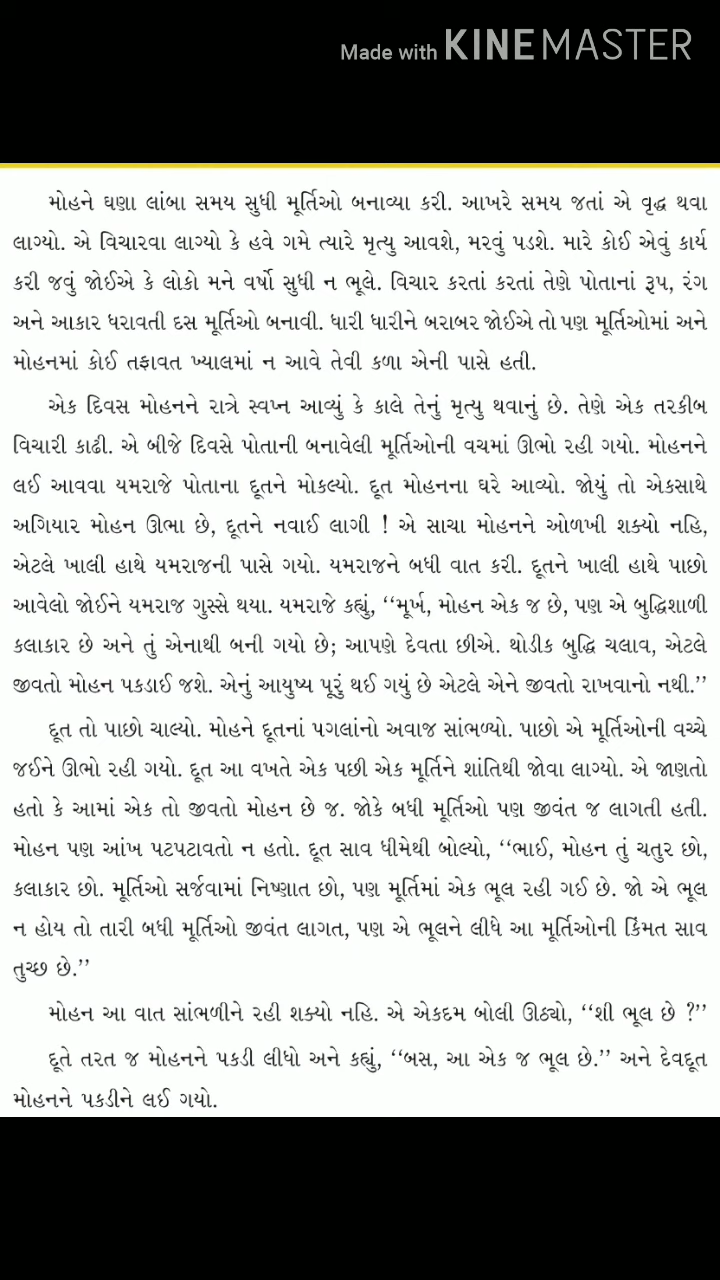 Made with KINEMASTER
મોહને ઘણા લાંબા સમય સુધી મૂર્તિઓ બનાવ્યા કરી. આખરે સમય જતાં એ વૃદ્ધ થવા
લાગ્યો. એ વિચારવા લાગ્યો કે હવે ગમે ત્યારે મૃત્યુ આવશે, મરવું પડશે. મારે કોઈ એવું કાર્ય
કરી જવું જોઈએ કે લોકો મને વર્ષો સુધી ન ભૂલે. વિચાર કરતાં કરતાં તેણે પોતાનાં રૂપ, રંગ
અને આકાર ધરાવતી દસ મૂર્તિઓ બનાવી. ધારી ધારીને બરાબર જોઈએ તો પણ મૂર્તિઓમાં અને
મોહનમાં કોઈ તફાવત ખ્યાલમાં ન આવે તેવી કળા એની પાસે હતી.
એક દિવસ મોહનને રાત્રે સ્વપ્ન આવ્યું કે કાલે તેનું મૃત્યુ થવાનું છે. તેણે એક તરકીબ
વિચારી કાઢી. એ બીજે દિવસે પોતાની બનાવેલી મૂર્તિઓની વચમાં ઊભો રહી ગયો. મોહનને
લઈ આવવા યમરાજે પોતાના દૂતને મોકલ્યો. દૂત મોહનના ઘરે આવ્યો. જોયું તો એકસાથે
અગિયાર મોહન ઊભા છે, દૂતને નવાઈ લાગી ! એ સાચા મોહનને ઓળખી શક્યો નહિ,
એટલે ખાલી હાથે યમરાજની પાસે ગયો. યમરાજને બધી વાત કરી. દૂતને ખાલી હાથે પાછો
આવેલો જોઈને યમરાજ ગુસ્સે થયા. યમરાજે કહ્યું, ‘‘મૂર્ખ, મોહન એક જ છે, પણ એ બુદ્ધિશાળી
કલાકાર છે અને તું એનાથી બની ગયો છે; આપણે દેવતા છીએ. થોડીક બુદ્ધિ ચલાવ, એટલે
જીવતો મોહન પકડાઈ જશે. એનું આયુષ્ય પૂરું થઈ ગયું છે એટલે એને જીવતો રાખવાનો નથી.’’
દૂત તો પાછો ચાલ્યો. મોહને દૂતનાં પગલાંનો અવાજ સાંભળ્યો. પાછો એ મૂર્તિઓની વચ્ચે
જઈને ઊભો રહી ગયો. દૂત આ વખતે એક પછી એક મૂર્તિને શાંતિથી જોવા લાગ્યો. એ જાણતો
હતો કે આમાં એક તો જીવતો મોહન છે જ. જોકે બધી મૂર્તિઓ પણ જીવંત જ લાગતી હતી.
મોહન પણ આંખ પટપટાવતો ન હતો. દૂત સાવ ધીમેથી બોલ્યો, ‘‘ભાઈ, મોહન તું ચતુર છો,
કલાકાર છો. મૂર્તિઓ સર્જવામાં નિષ્ણાત છો, પણ મૂર્તિમાં એક ભૂલ રહી ગઈ છે. જો એ ભૂલ
ન હોય તો તારી બધી મૂર્તિઓ જીવંત લાગત, પણ એ ભૂલને લીધે આ મૂર્તિઓની કિંમત સાવ
તુચ્છ છે.’’
મોહન આ વાત સાંભળીને રહી શક્યો નહિ. એ એકદમ બોલી ઊઠ્યો, ‘‘શી ભૂલ છે ?’’
દૂતે તરત જ મોહનને પકડી લીધો અને કહ્યું, ‘‘બસ, આ એક જ ભૂલ છે.’’ અને દેવદૂત
મોહનને પકડીને લઈ ગયો.